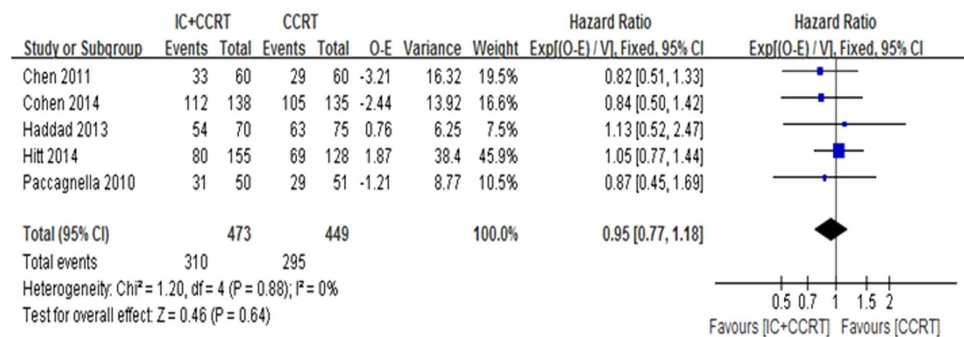 IC+CCRT CCRT Hazard Ratio Hazard Ratio
Study or Subgroup Events Total Events Total O-E Variance Weight Exp[(O-E) / V], Fixed, 95% CI Exp[(O-E) / V], Fixed, 95% CI
Chen 2011 33 60 29 60 -3.21 16.32 19.5% 0.82 [0.51, 1.33]
Cohen 2014 112 138 105 135 -2.44 13.92 16.6% 0.84 [0.50, 1.42]
Haddad 2013 54 70 63 75 0.76 6.25 7.5% 1.13 [0.52, 2.47]
Hitt 2014 80 155 69 128 1.87 38.4 45.9% 1.05 [0.77, 1.44]
Paccagnella 2010 31 50 29 51 -1.21 8.77 10.5% 0.87 [0.45, 1.69]
Total (95% CI) 473 449 100.0% 0.95 [0.77, 1.18]
Total events 310 295
Heterogeneity: Chi² = 1.20, df = 4 (P = 0.88); I² = 0%
Test for overall effect: Z = 0.46 (P = 0.64)
0.5 0.7 1 1.5 2
Favours [IC+CCRT] Favours [CCRT]